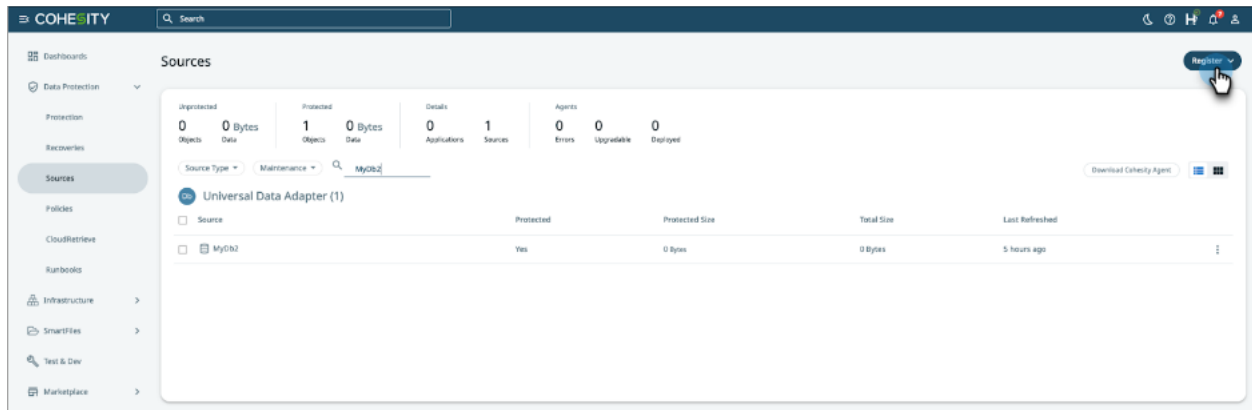 COHESITY
Search
H
7
Dashboards
Data Protection
Protection
Recoveries
Sources
Policies
CloudRetrieve
Runbooks
Infrastructure
SmartFiles
Test & Dev
Marketplace
Sources
Register
Unprotected
0 0 Bytes
Objects Data
Protected
1 0 Bytes
Objects Data
Details
0 1
Applications Sources
Agents
0 0 0
Errors Upgradable Deployed
Source Type Maintenance MyDb2
Download Cohesity Agent
Db Universal Data Adapter (1)
Source Protected Protected Size Total Size Last Refreshed
MyDb2 Yes 0 Bytes 0 Bytes 5 hours ago